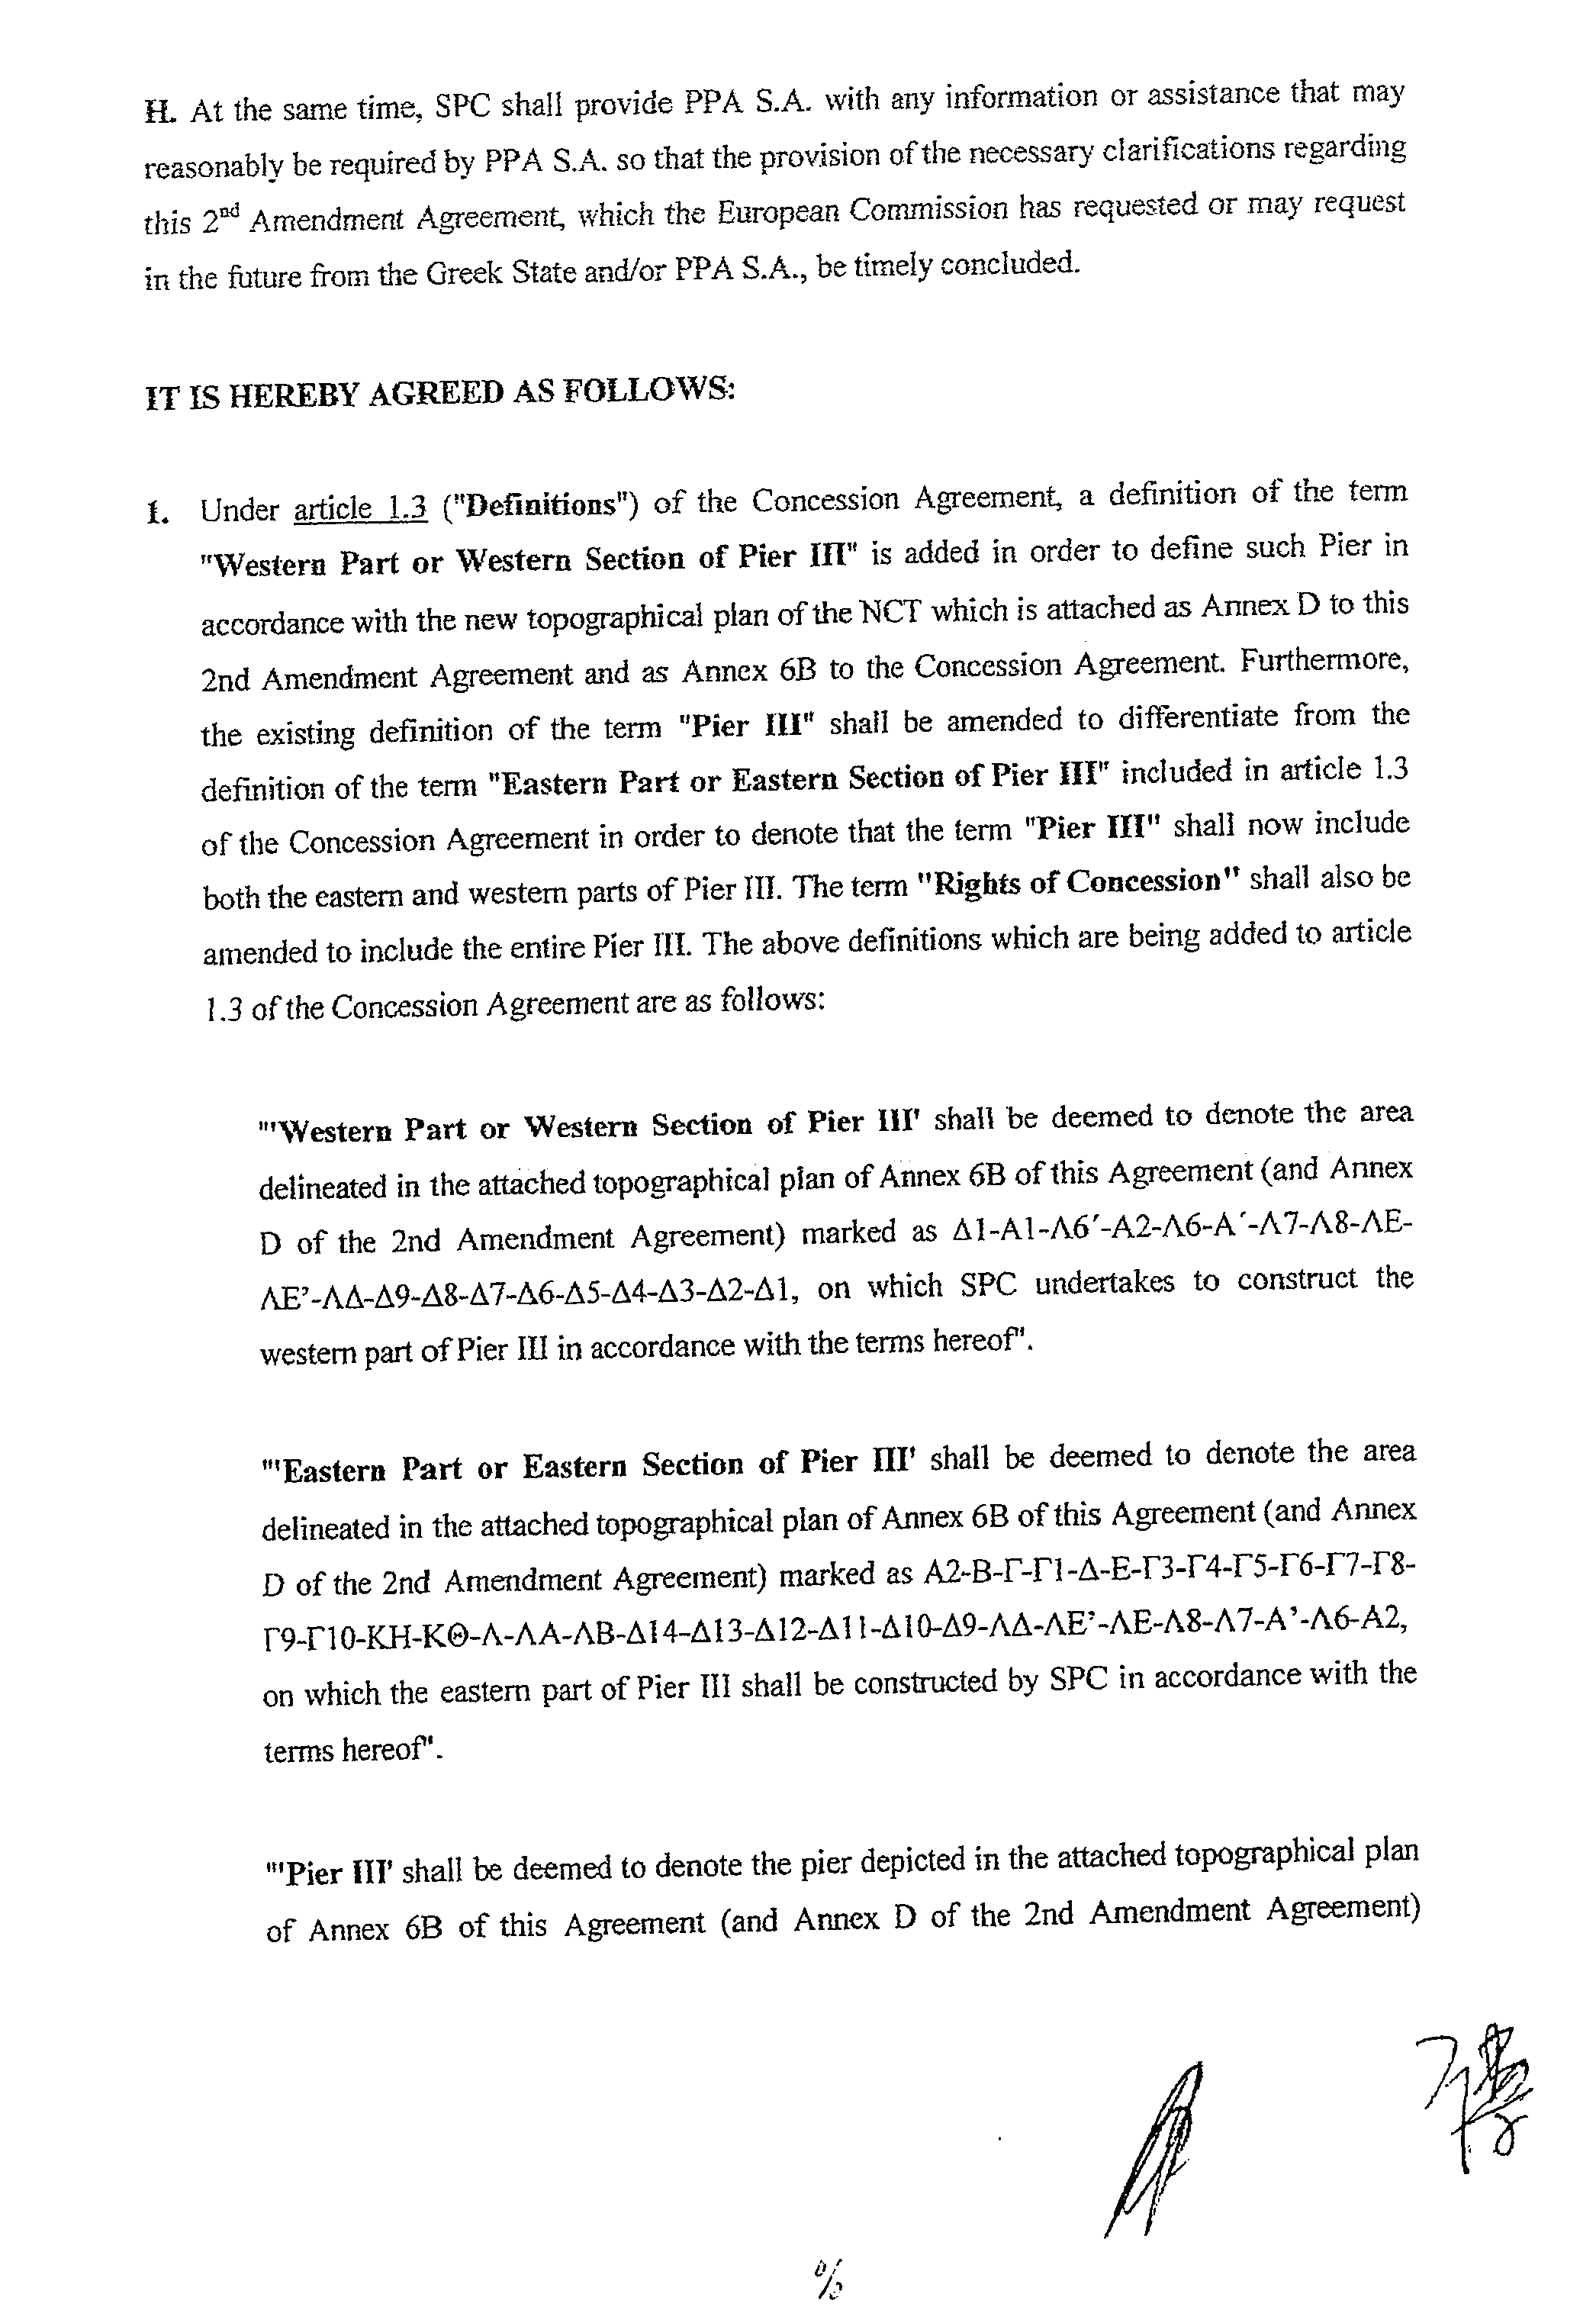 H. At the same time, SPC shall provide PPA S.A. with any information or assistance that may
reasonably be required by PPA S.A. so that the provision of the necessary clarifications regarding
this 2nd Amendment Agreement, which the European Commission has requested or may request
in the future from the Greek State and/or PPA S.A., be timely concluded.
IT IS HEREBY AGREED AS FOLLOWS:
1. Under article 1.3 ("Definitions") of the Concession Agreement, a definition of the term
"Western Part or Western Section of Pier III" is added in order to define such Pier in
accordance with the new topographical plan of the NCT which is attached as Annex D to this
2nd Amendment Agreement and as Annex 6B to the Concession Agreement. Furthermore,
the existing definition of the term "Pier III" shall be amended to differentiate from the
definition of the term "Eastern Part or Eastern Section of Pier III" included in article 1.3
of the Concession Agreement in order to denote that the term "Pier III" shall now include
both the eastern and western parts of Pier III. The term "Rights of Concession" shall also be
amended to include the entire Pier III. The above definitions which are being added to article
1.3 of the Concession Agreement are as follows:
"'Western Part or Western Section of Pier III' shall be deemed to denote the area
delineated in the attached topographical plan of Annex 6B of this Agreement (and Annex
D of the 2nd Amendment Agreement) marked as Δ1-A1-Λ6΄-A2-Λ6-A΄-Λ7-Λ8-ΛE-
ΛE’-ΛΔ-Δ9-Δ8-Δ7-Δ6-Δ5-Δ4-Δ3-Δ2-Δ1, on which SPC undertakes to construct the
western part of Pier III in accordance with the terms hereof".
"'Eastern Part or Eastern Section of Pier III' shall be deemed to denote the area
delineated in the attached topographical plan of Annex 6B of this Agreement (and Annex
D of the 2nd Amendment Agreement) marked as A2-B-Γ-Γ1-Δ-E-Γ3-Γ4-Γ5-Γ6-Γ7-Γ8-
Γ9-Γ10-KH-KΘ-Λ-ΛA-ΛB-Δ14-Δ13-Δ12-Δ11-Δ10-Δ9-ΛΔ-ΛE’-ΛE-Λ8-Λ7-A’-Λ6-A2,
on which the eastern part of Pier III shall be constructed by SPC in accordance with the
terms hereof".
"'Pier III' shall be deemed to denote the pier depicted in the attached topographical plan
of Annex 6B of this Agreement (and Annex D of the 2nd Amendment Agreement)